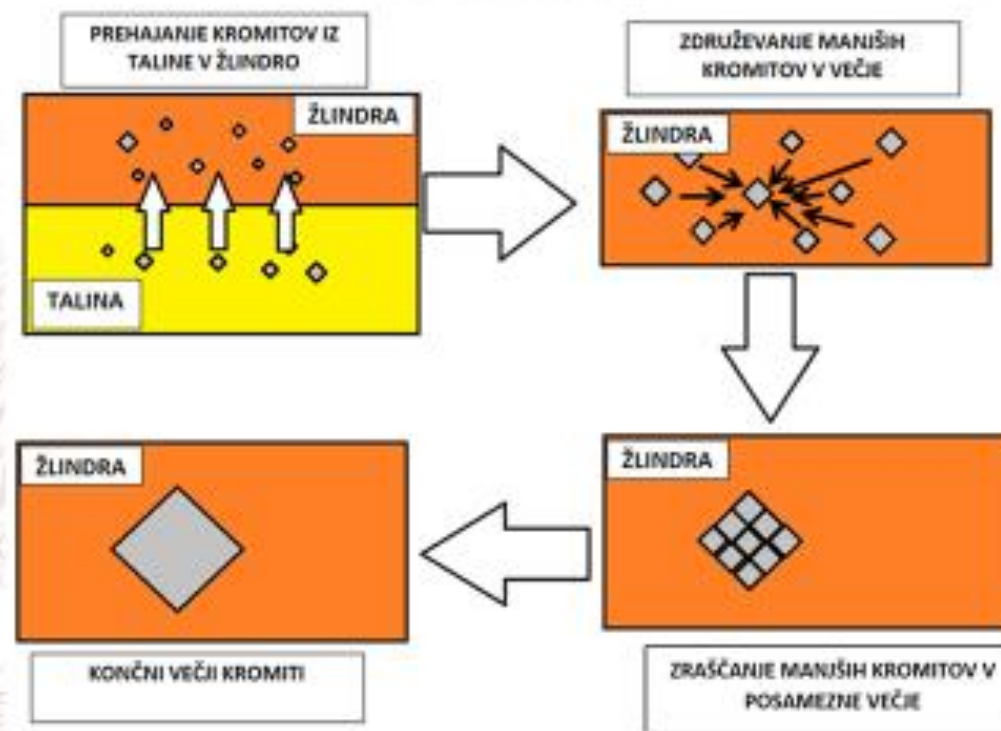 PREHAJANJE KROMITOV IZ
TALINE V ŽLINDRO
ŽLINDRA
TALINA
ZDRUŽEVANJE MANJŠIH
KROMITOV V VEČJE
ŽLINDRA
ŽLINDRA
ZRAŠČANJE MANJŠIH KROMITOV V
POSAMEZNE VEČJE
ŽLINDRA
KONČNI VEČJI KROMITI